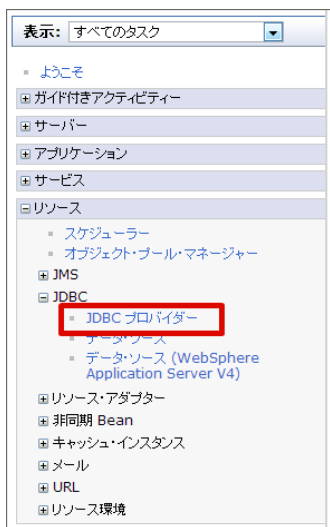 表示: すべてのタスク
ようこそ
ガイド付きアクティビティー
サーバー
アプリケーション
サービス
リソース
スケジューラー
オブジェクト・プール・マネージャー
JMS
JDBC
JDBC プロバイダー
データ・ソース
データ・ソース (WebSphere
Application Server V4)
リソース・アダプター
非同期 Bean
キャッシュ・インスタンス
メール
URL
リソース環境